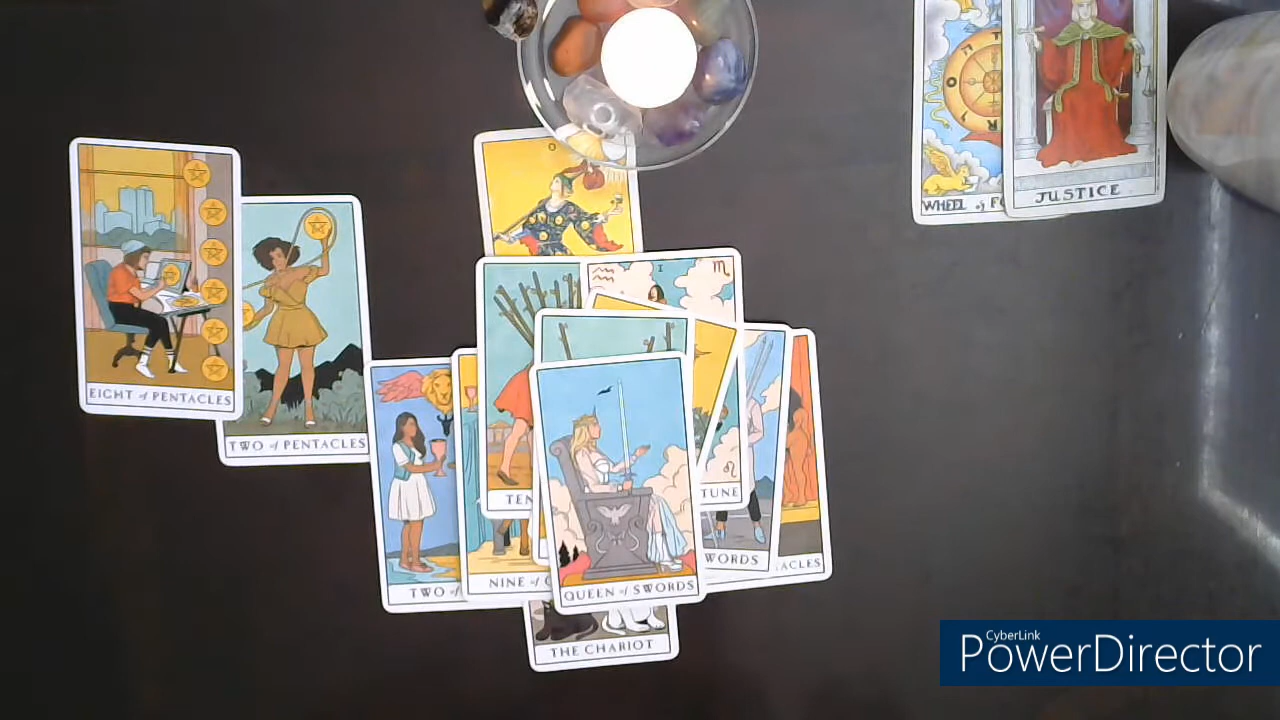 WHEEL of F
JUSTICE
0
I
EIGHT of PENTACLES
TWO of PENTACLES
TEN
TUNE
TWO of
NINE of C
WORDS
ACLES
QUEEN of SWORDS
THE CHARIOT
CyberLink
PowerDirector